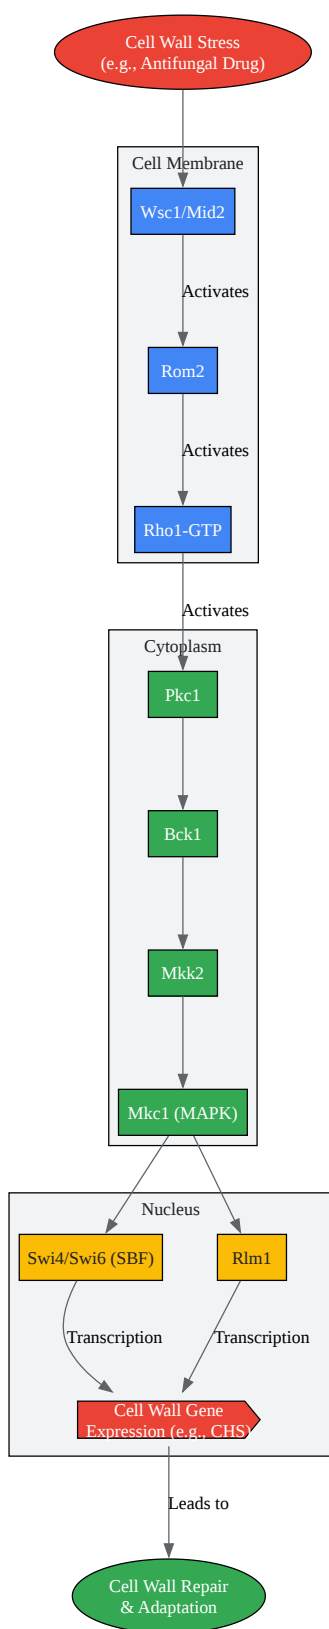 Cell Wall Stress
(e.g., Antifungal Drug)
Cell Membrane
Wsc1/Mid2
Activates
Rom2
Activates
Rho1-GTP
Activates
Cytoplasm
Pkc1
Bck1
Mkk2
Mkc1 (MAPK)
Nucleus
Swi4/Swi6 (SBF)
Rlm1
Transcription
Transcription
Cell Wall Gene
Expression (e.g., CHS)
Leads to
Cell Wall Repair
& Adaptation